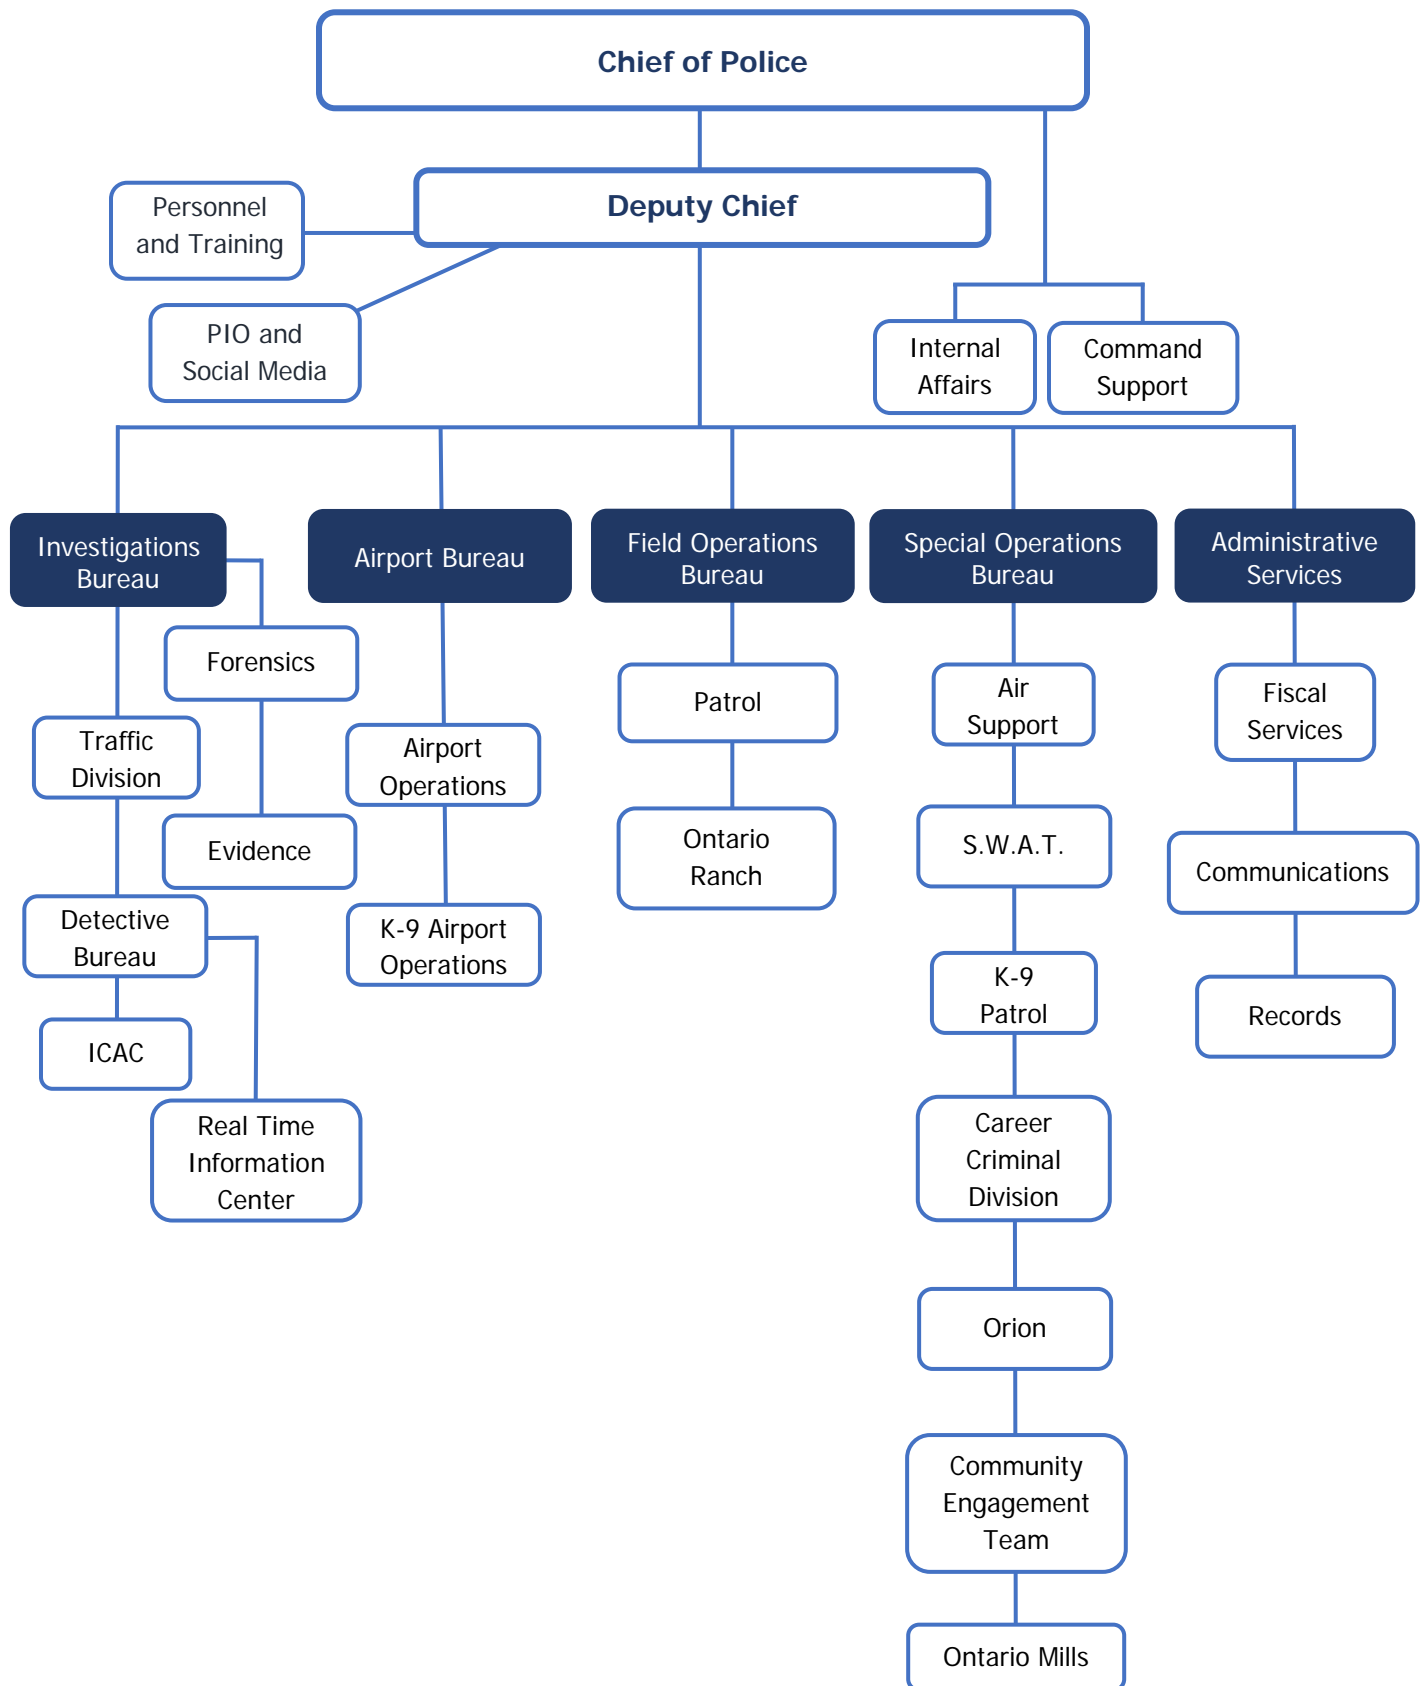 Chief of Police
Deputy Chief
Personnel
and Training
PIO and
Social Media
Internal
Affairs
Command
Support
Investigations
Bureau
Airport Bureau
Field Operations
Bureau
Special Operations
Bureau
Administrative
Services
Forensics
Traffic
Division
Evidence
Detective
Bureau
ICAC
Real Time
Information
Center
Airport
Operations
K-9 Airport
Operations
Patrol
Ontario
Ranch
Air
Support
S.W.A.T.
K-9
Patrol
Career
Criminal
Division
Orion
Community
Engagement
Team
Ontario Mills
Fiscal
Services
Communications
Records